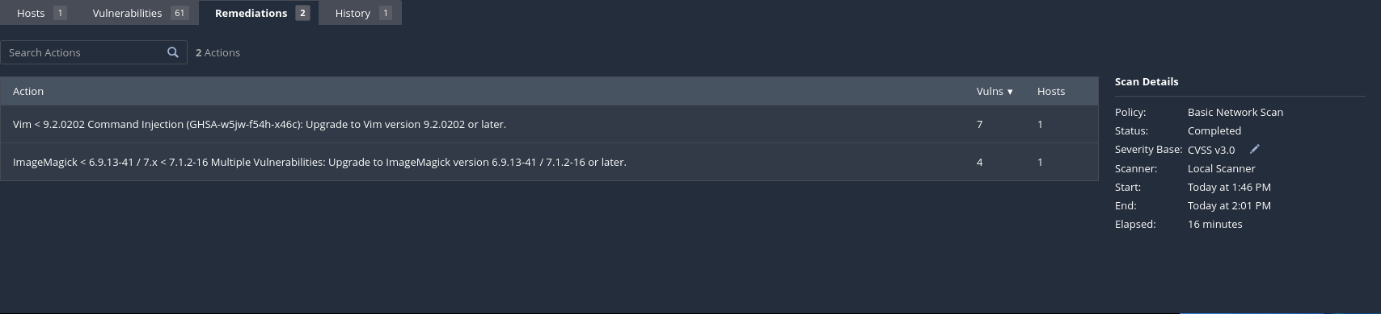 Hosts 1 Vulnerabilities 61 Remediations 2 History 1
Search Actions 2 Actions
Action Vulns ▼ Hosts
Vim < 9.2.0202 Command Injection (GHSA-w5jw-f54h-x46c): Upgrade to Vim version 9.2.0202 or later. 7 1
ImageMagick < 6.9.13-41 / 7.x < 7.1.2-16 Multiple Vulnerabilities: Upgrade to ImageMagick version 6.9.13-41 / 7.1.2-16 or later. 4 1
Scan Details
Policy: Basic Network Scan
Status: Completed
Severity Base: CVSS v3.0
Scanner: Local Scanner
Start: Today at 1:46 PM
End: Today at 2:01 PM
Elapsed: 16 minutes